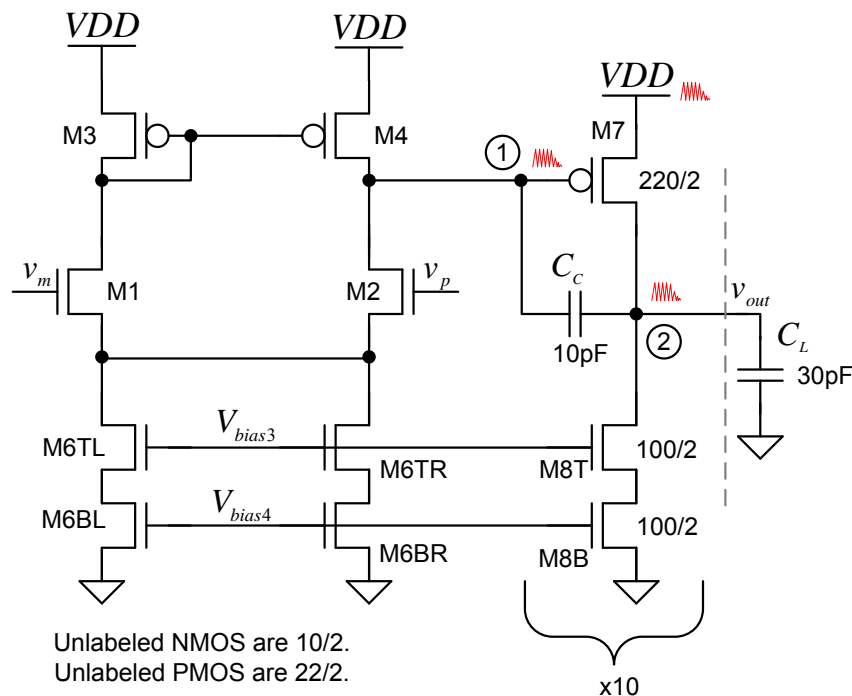 VDD
VDD
VDD
M3
M4
M7
1
220/2
v_m
M1
M2
v_p
C_C
10pF
v_out
2
C_L
30pF
V_bias3
M6TL
M6TR
M8T
100/2
V_bias4
M6BL
M6BR
M8B
100/2
Unlabeled NMOS are 10/2.
Unlabeled PMOS are 22/2.
x10